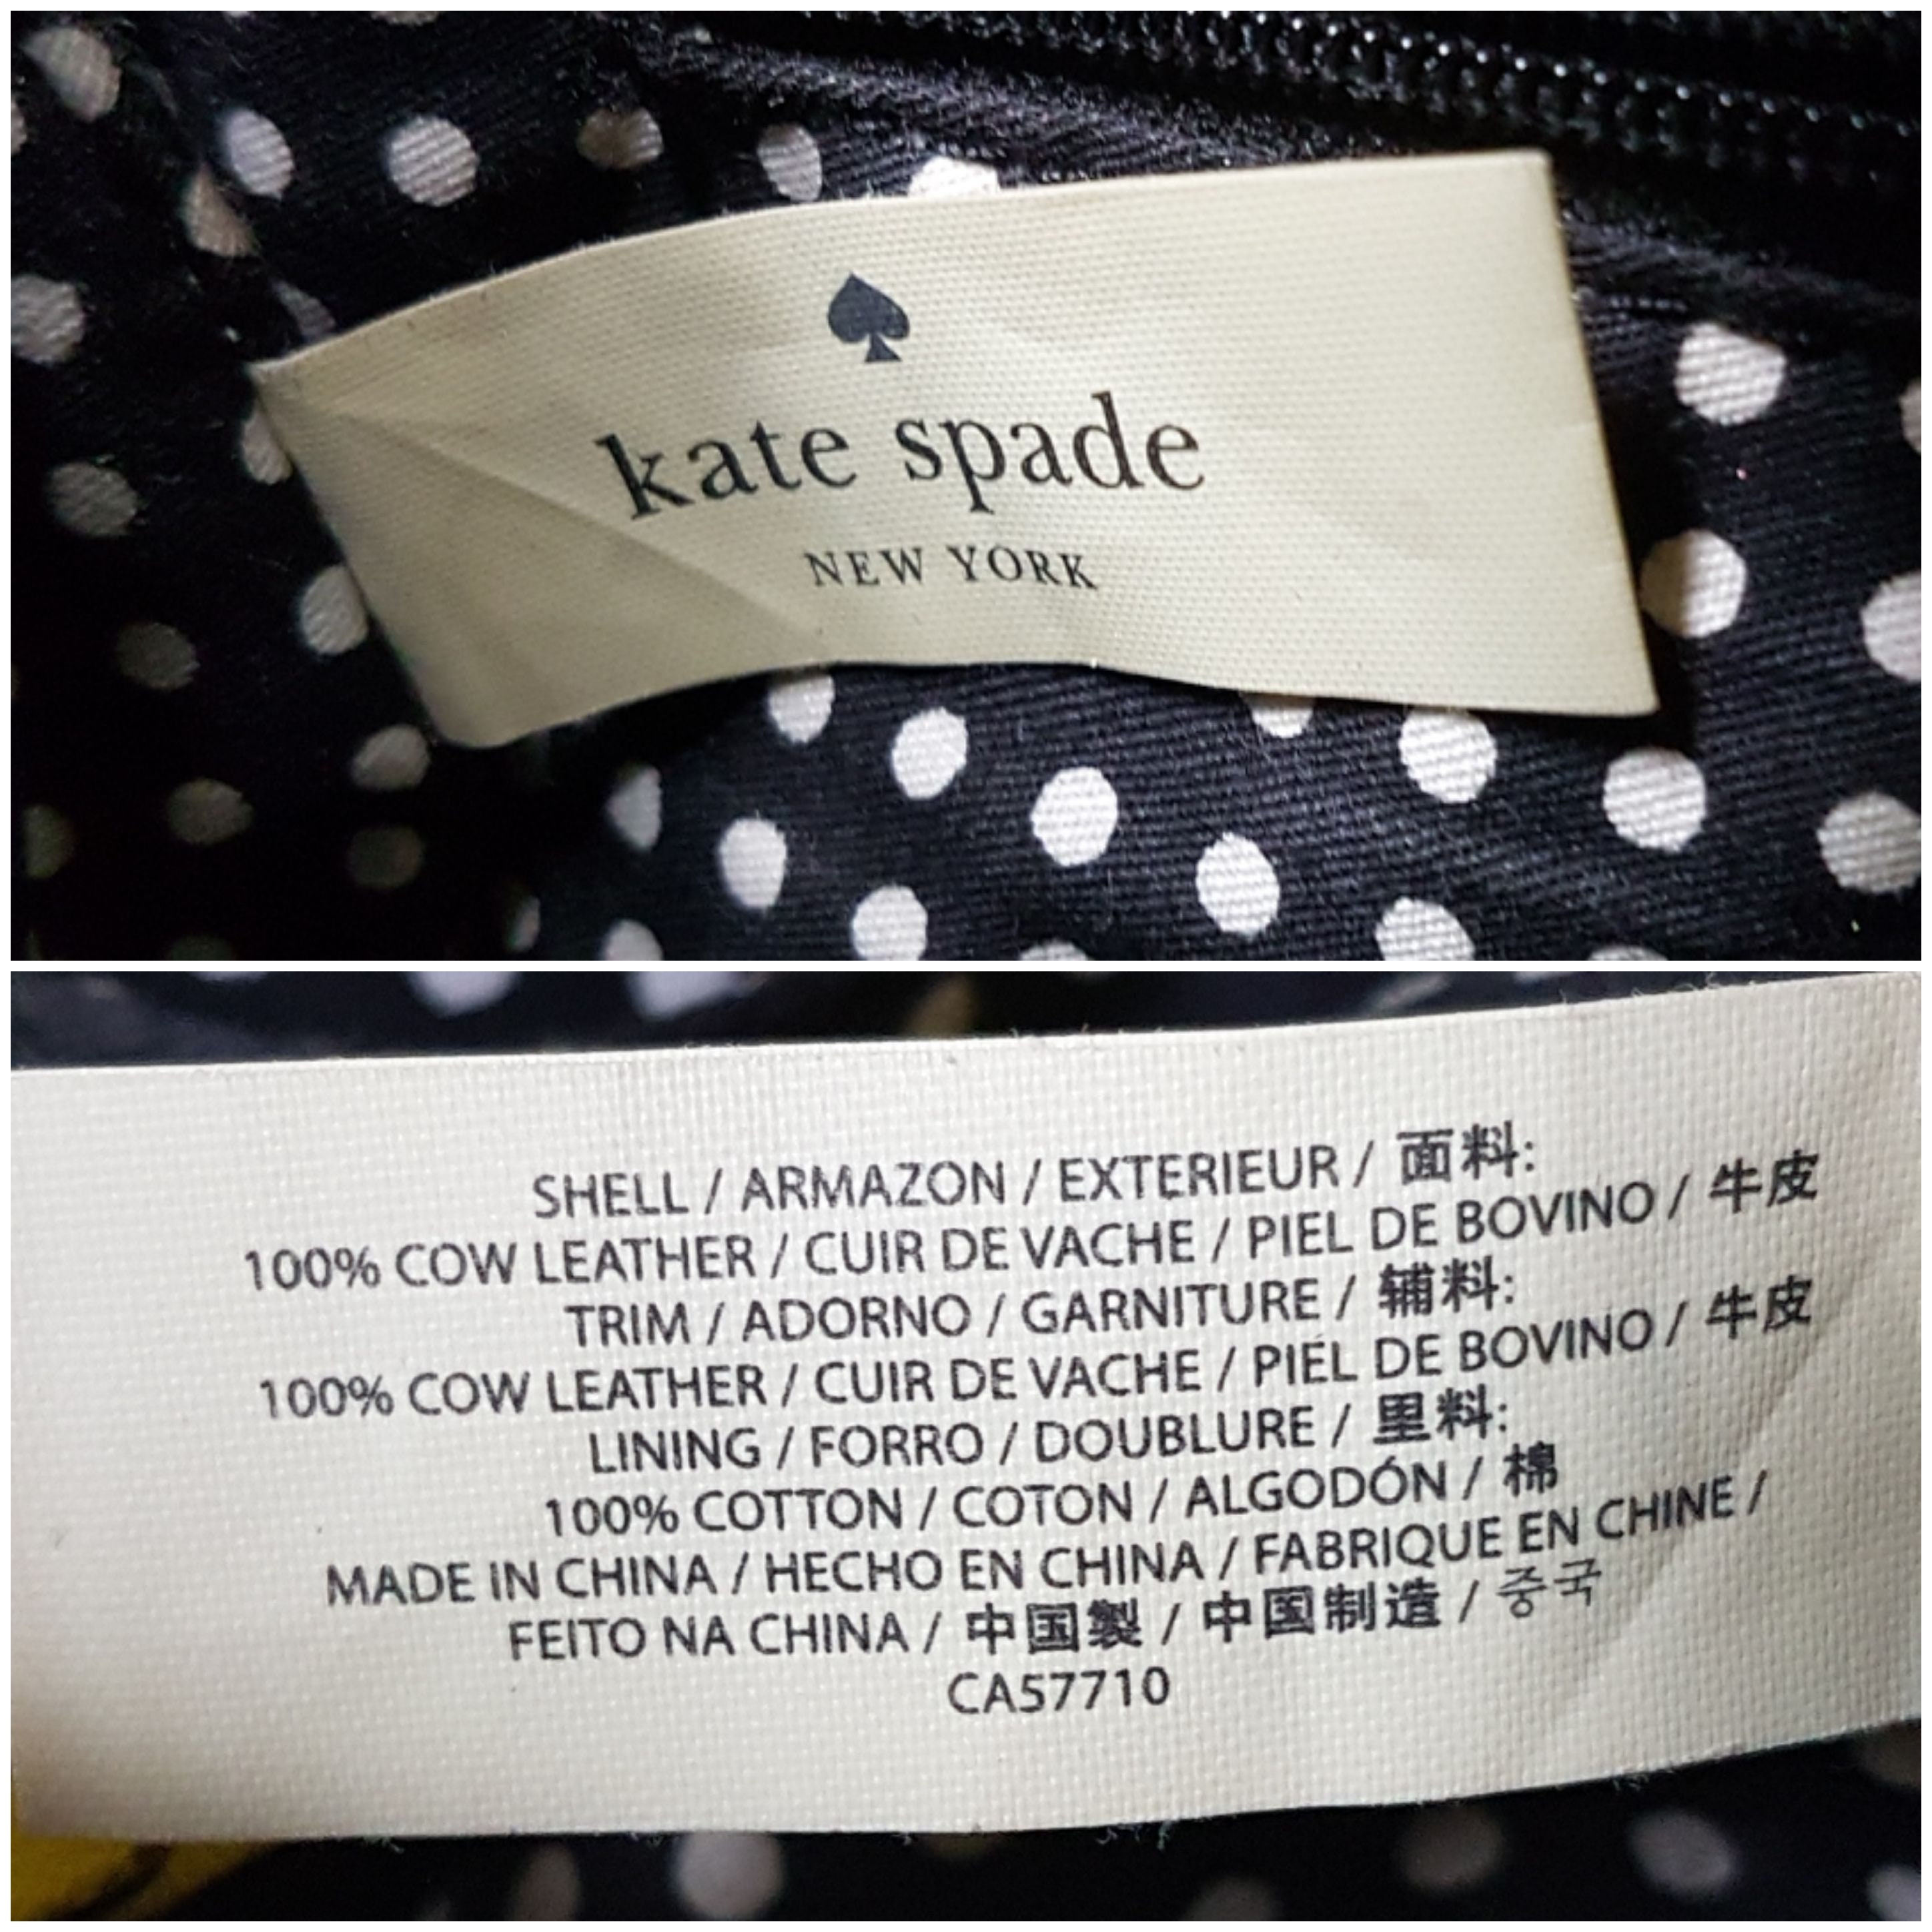 kate spade
NEW YORK
SHELL / ARMAZON / EXTERIEUR / 面料:
100% COW LEATHER / CUIR DE VACHE / PIEL DE BOVINO / 牛皮
TRIM / ADORNO / GARNITURE / 辅料:
100% COW LEATHER / CUIR DE VACHE / PIEL DE BOVINO / 牛皮
LINING / FORRO / DOUBLURE / 里料:
100% COTTON / COTON / ALGODÓN / 棉
MADE IN CHINA / HECHO EN CHINA / FABRIQUE EN CHINE /
FEITO NA CHINA / 中国製 / 中国制造 / 중국
CA57710